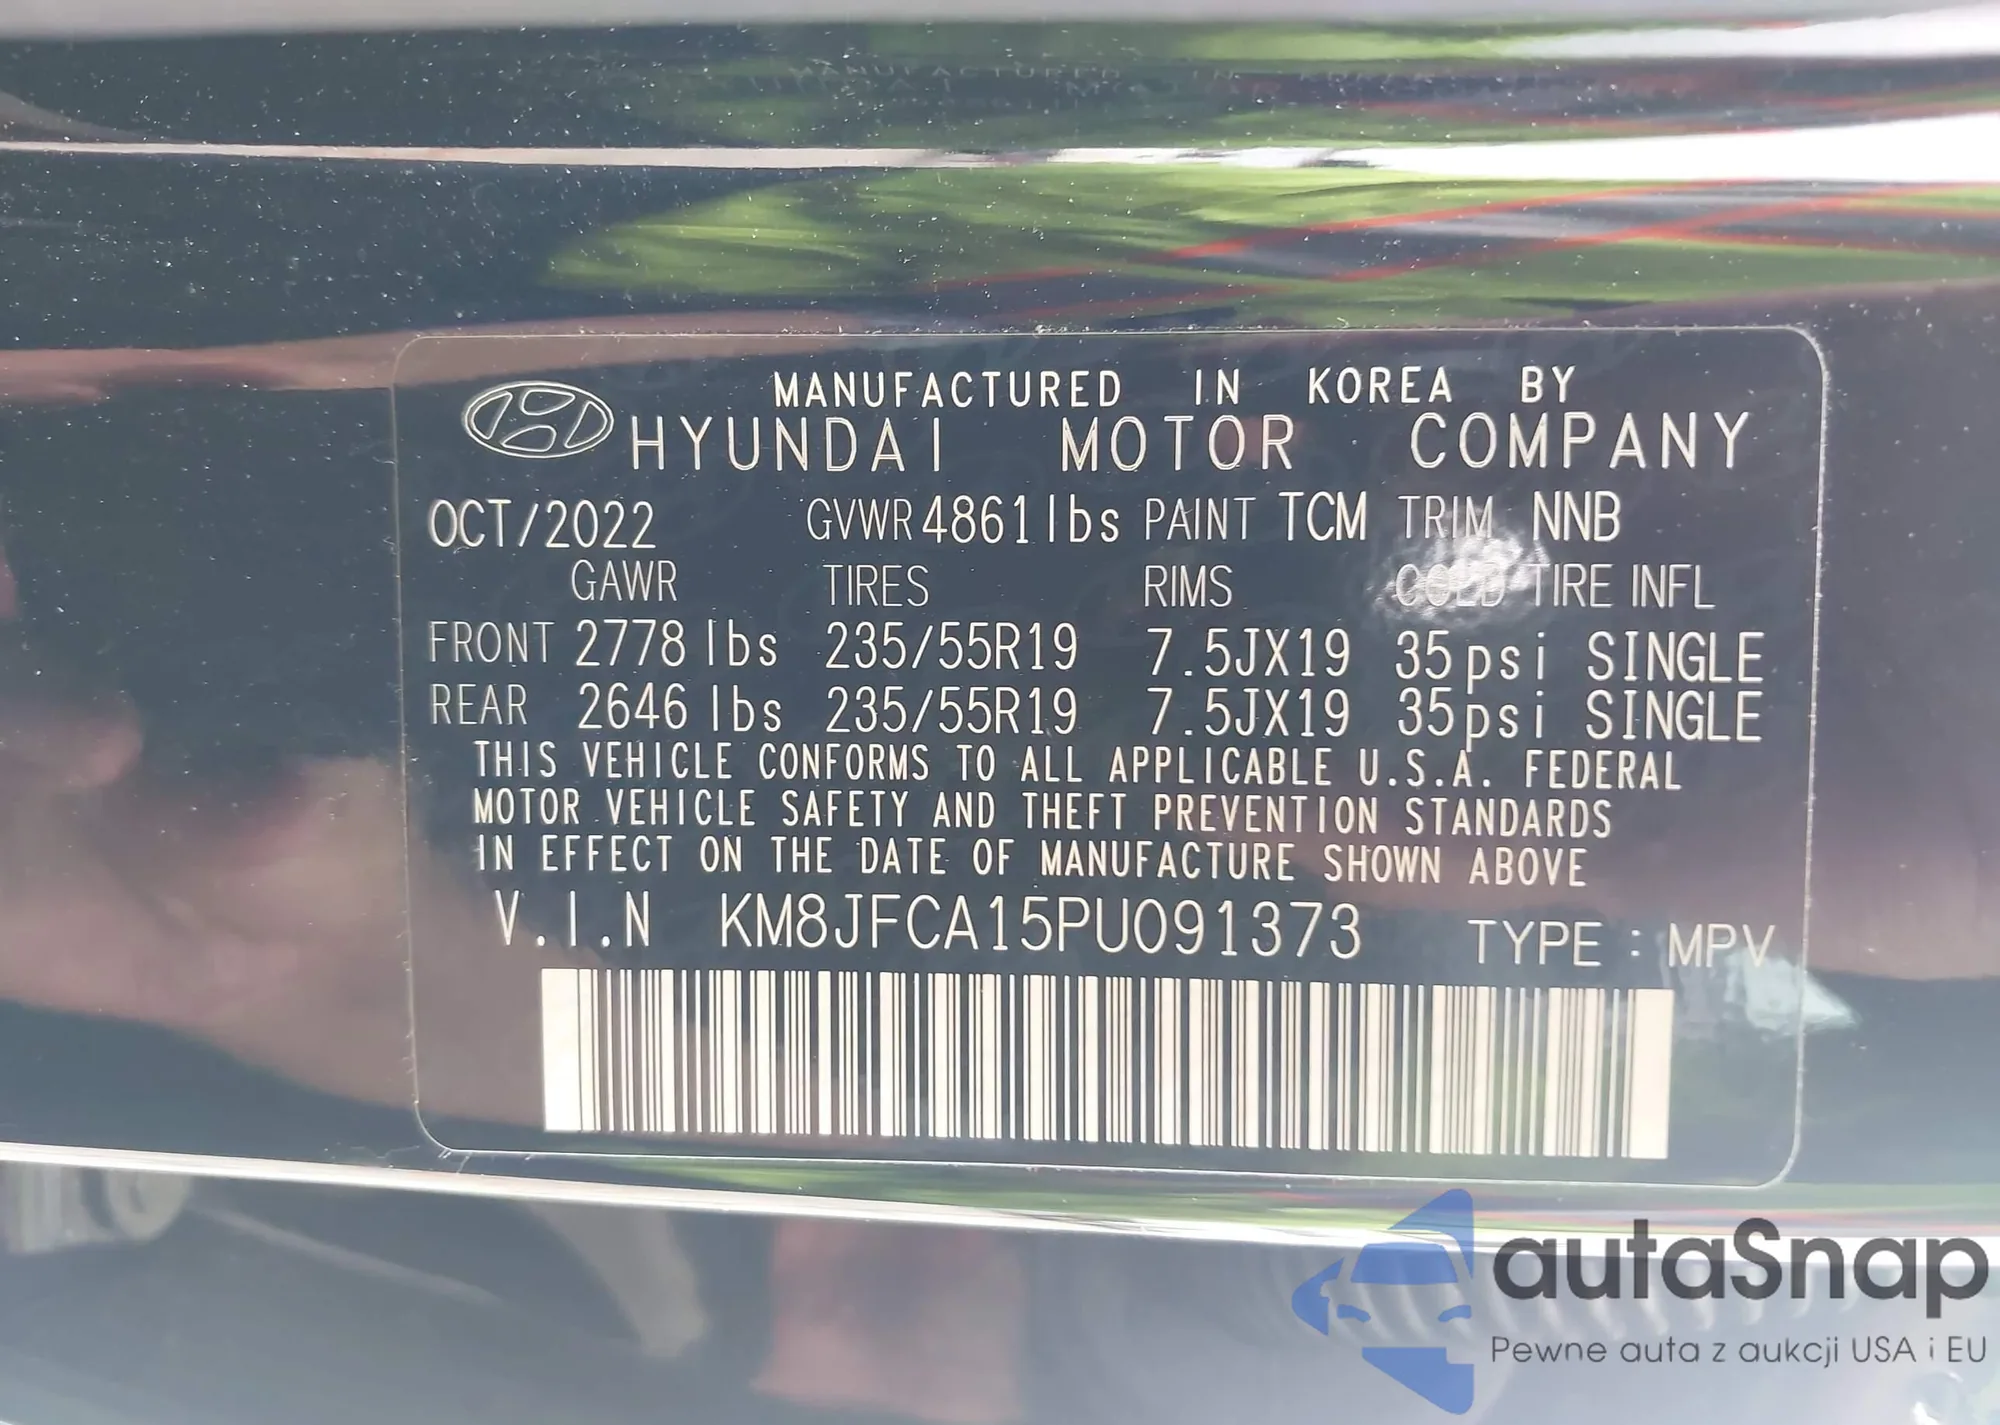 MANUFACTURED IN KOREA BY
HYUNDAI MOTOR COMPANY
OCT/2022 GVWR 4861lbs PAINT TCM TRIM NNB
GAWR TIRES RIMS COLD TIRE INFL
FRONT 2778 lbs 235/55R19 7.5JX19 35psi SINGLE
REAR 2646 lbs 235/55R19 7.5JX19 35psi SINGLE
THIS VEHICLE CONFORMS TO ALL APPLICABLE U.S.A. FEDERAL
MOTOR VEHICLE SAFETY AND THEFT PREVENTION STANDARDS
IN EFFECT ON THE DATE OF MANUFACTURE SHOWN ABOVE
V.I.N KM8JFCA15PU091373 TYPE : MPV
autaSnap
Pewne auta z aukcji USA i EU